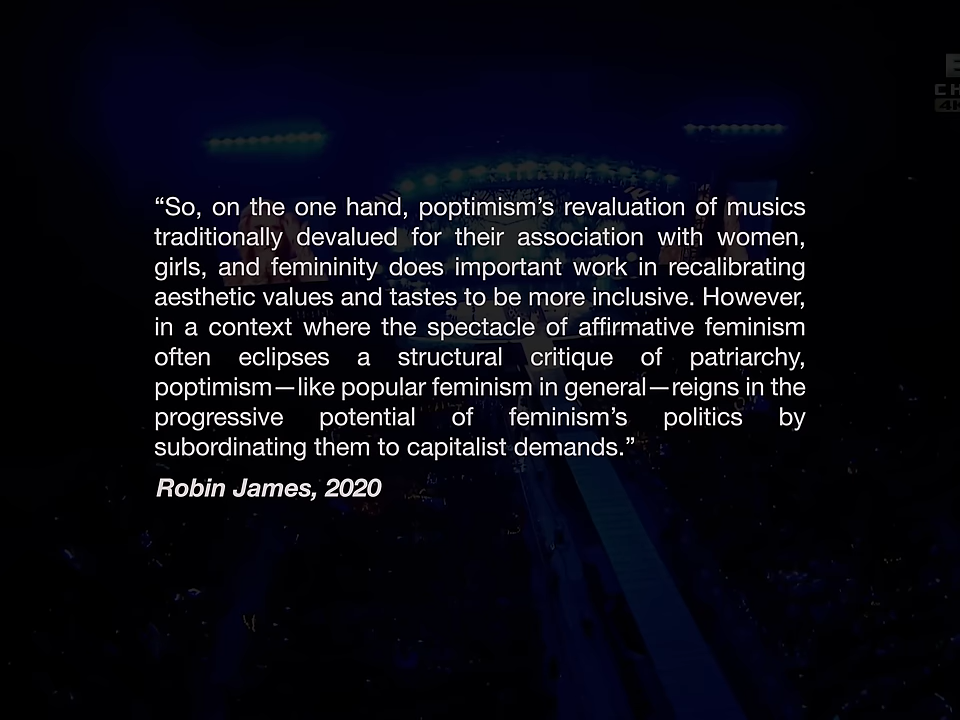 “So, on the one hand, poptimism’s revaluation of musics
traditionally devalued for their association with women,
girls, and femininity does important work in recalibrating
aesthetic values and tastes to be more inclusive. However,
in a context where the spectacle of affirmative feminism
often eclipses a structural critique of patriarchy,
poptimism—like popular feminism in general—reigns in the
progressive potential of feminism’s politics by
subordinating them to capitalist demands.”
Robin James, 2020